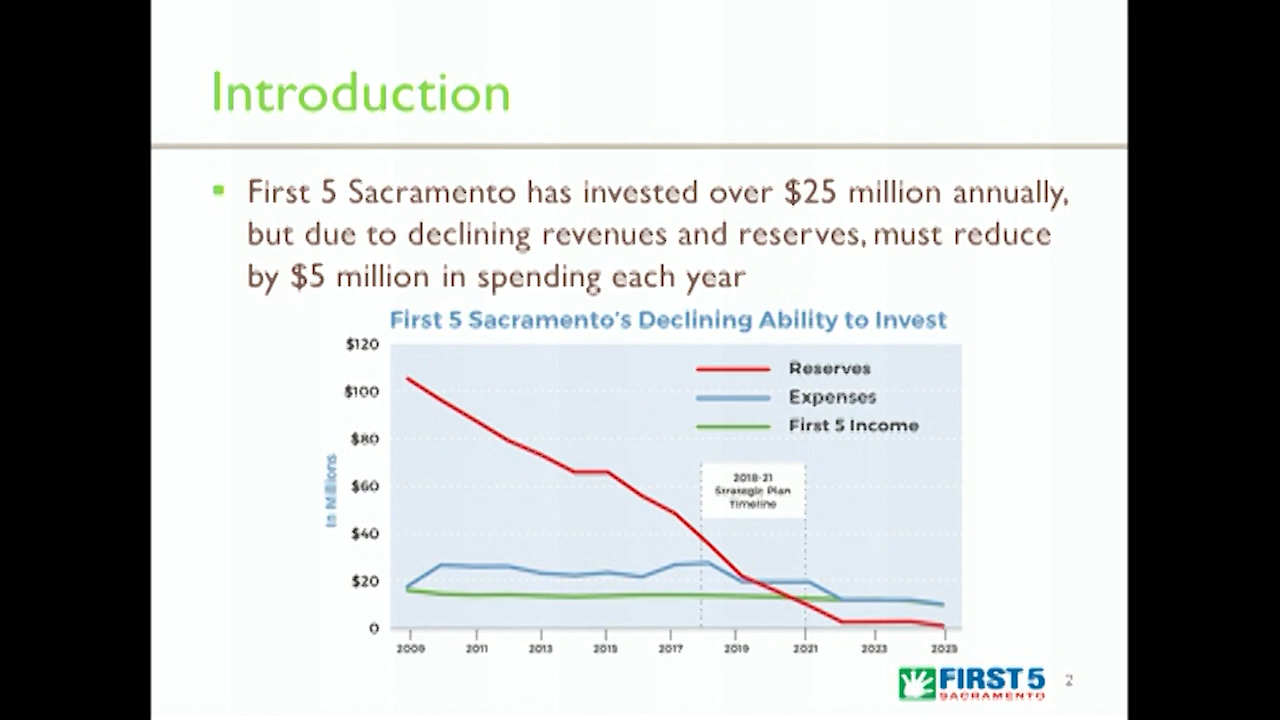 Introduction
First 5 Sacramento has invested over $25 million annually,
but due to declining revenues and reserves, must reduce
by $5 million in spending each year
First 5 Sacramento's Declining Ability to Invest
In Millions
$120
$100
$80
$60
$40
$20
0
Reserves
Expenses
First 5 Income
2018-21
Strategic Plan
Timeline
2009 2011 2013 2015 2017 2019 2021 2023 2025
FIRST 5
SACRAMENTO
2